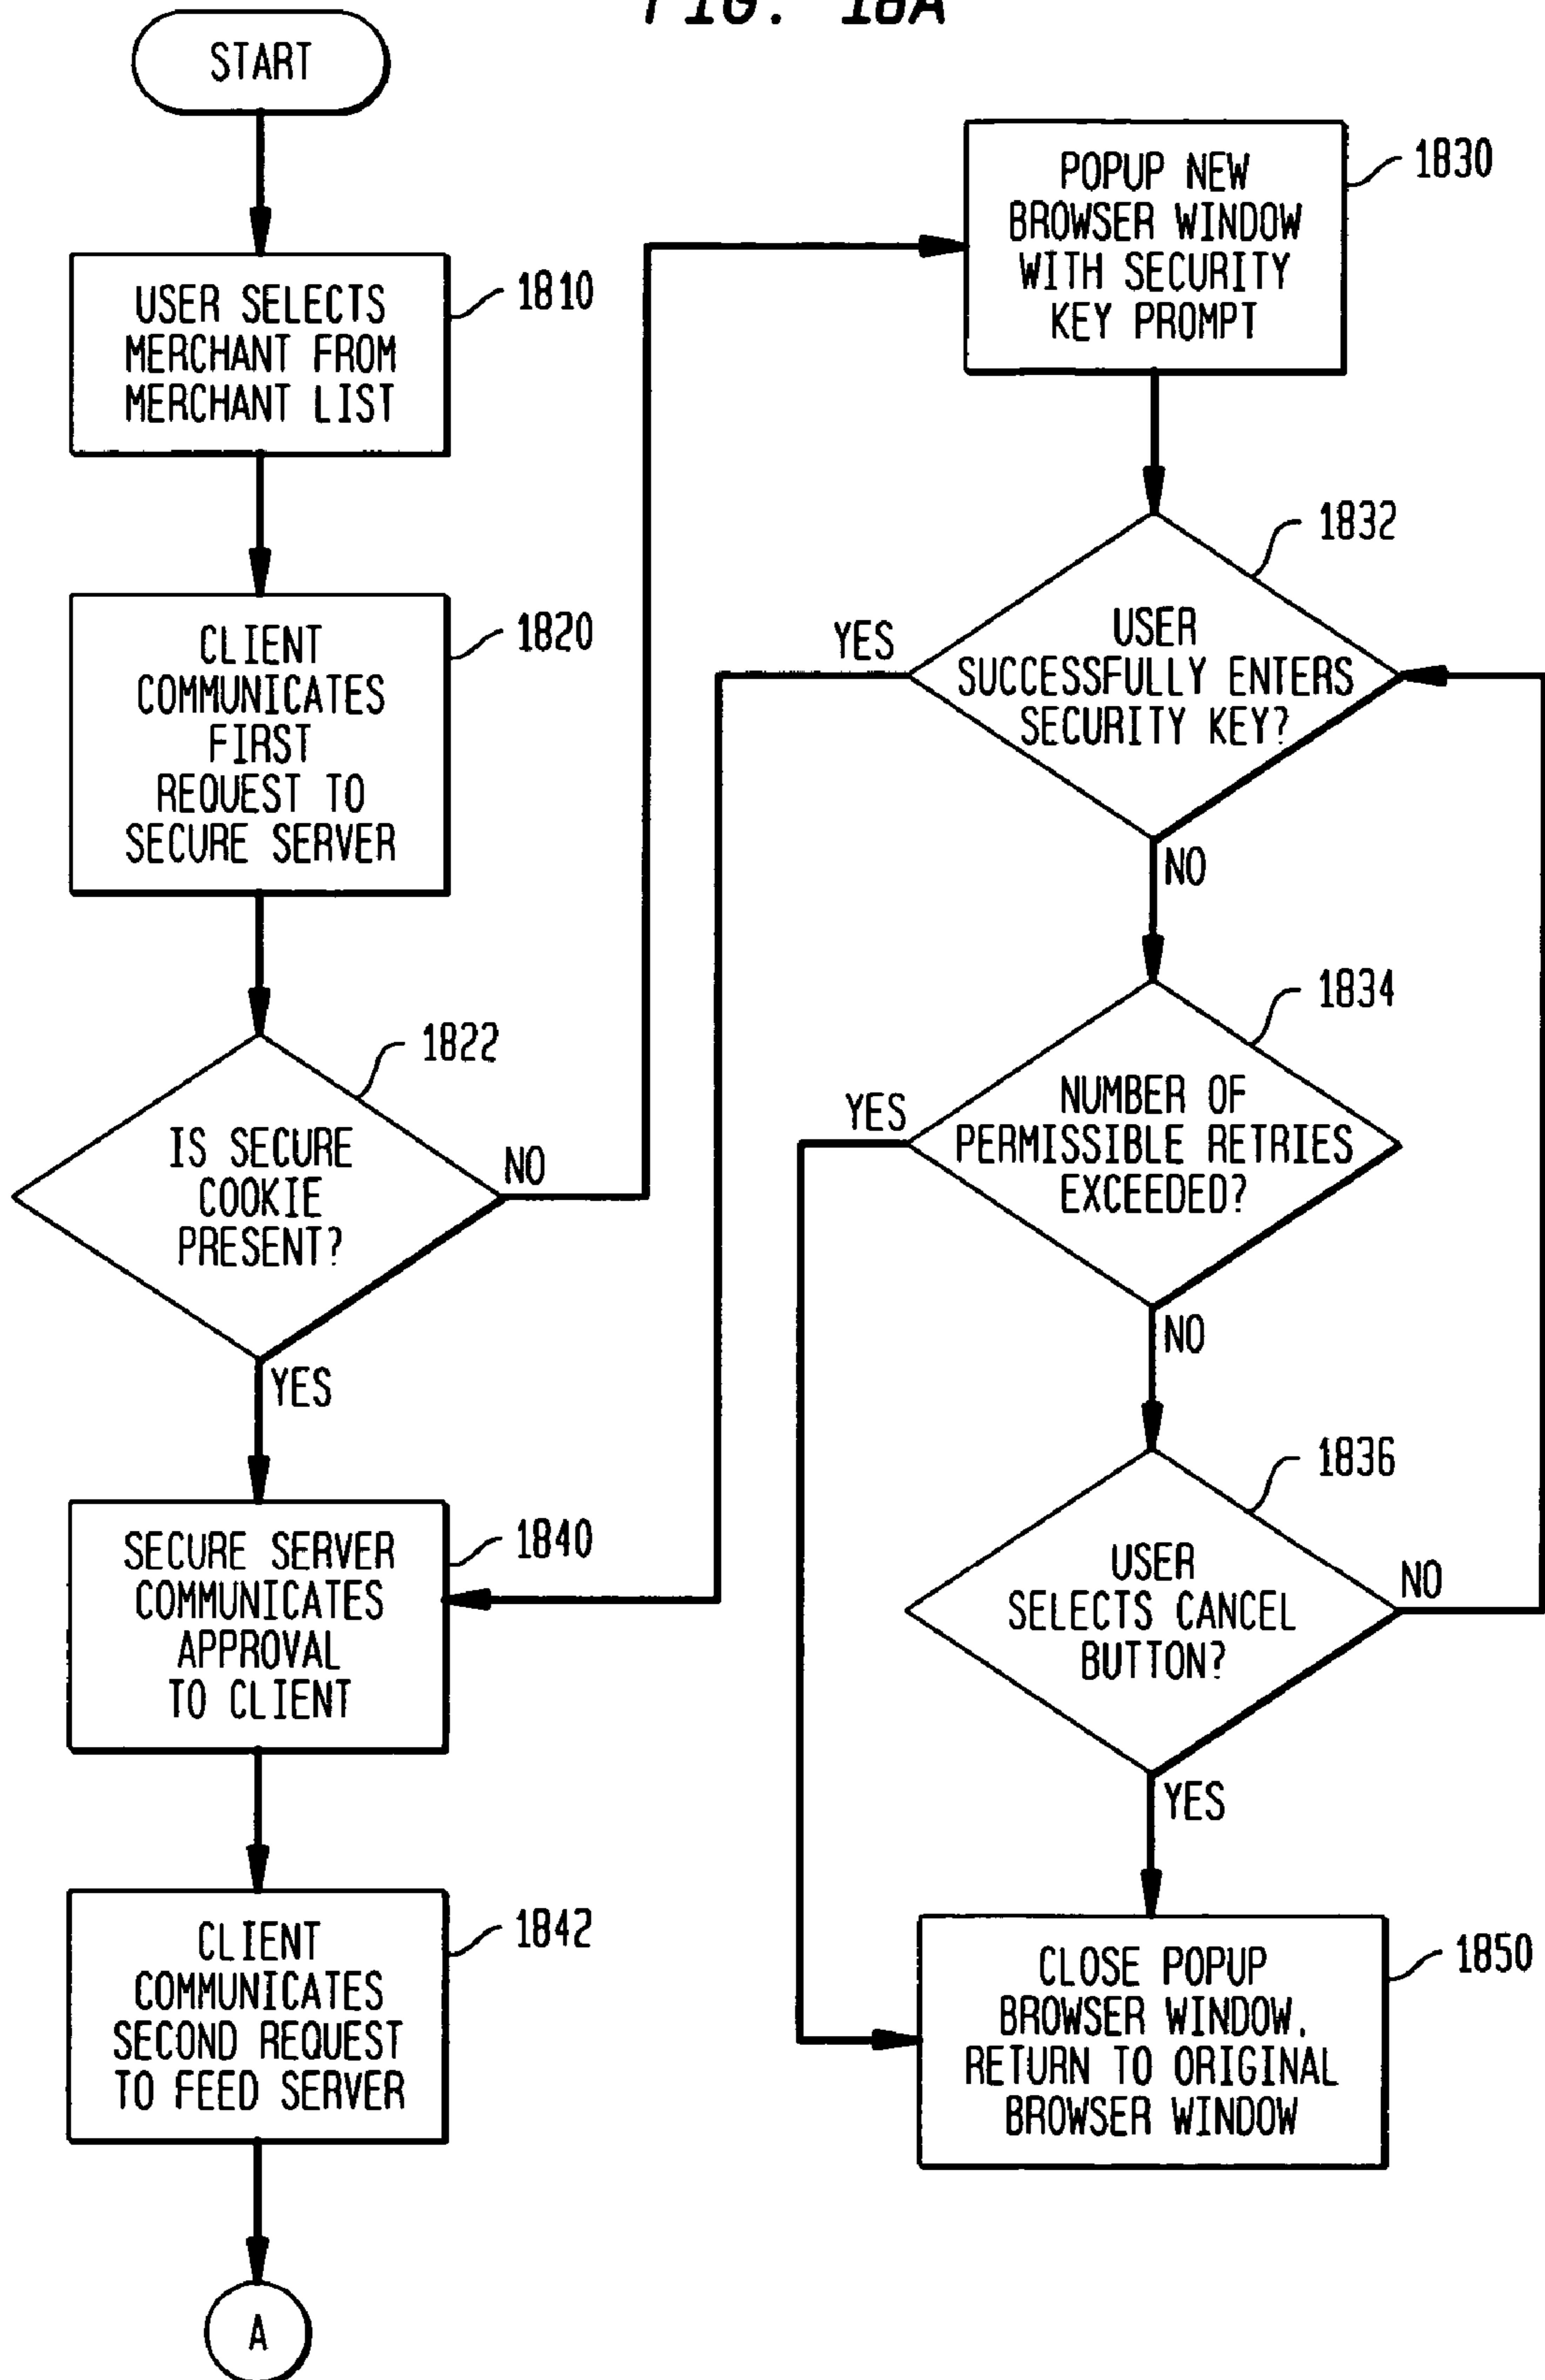 FIG. 18A
START
USER SELECTS
MERCHANT FROM
MERCHANT LIST
1810
CLIENT
COMMUNICATES
FIRST
REQUEST TO
SECURE SERVER
1820
IS SECURE
COOKIE
PRESENT?
1822
NO
YES
SECURE SERVER
COMMUNICATES
APPROVAL
TO CLIENT
1840
CLIENT
COMMUNICATES
SECOND REQUEST
TO FEED SERVER
1842
A
POPUP NEW
BROWSER WINDOW
WITH SECURITY
KEY PROMPT
1830
USER
SUCCESSFULLY ENTERS
SECURITY KEY?
1832
YES
NO
NUMBER OF
PERMISSIBLE RETRIES
EXCEEDED?
1834
YES
NO
USER
SELECTS CANCEL
BUTTON?
1836
NO
YES
CLOSE POPUP
BROWSER WINDOW.
RETURN TO ORIGINAL
BROWSER WINDOW
1850